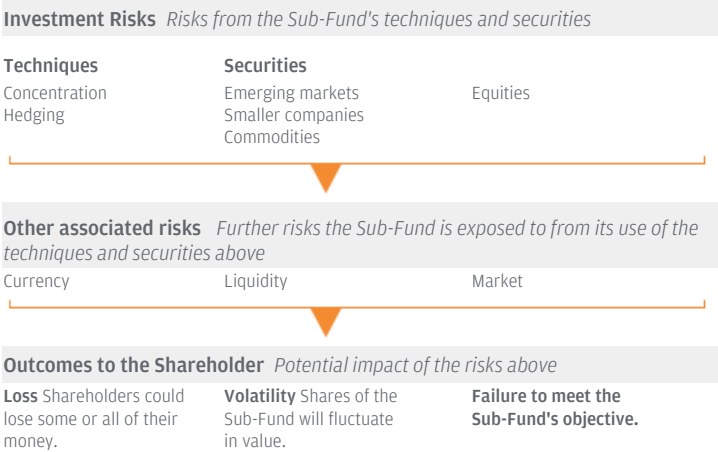 Investment Risks Risks from the Sub-Fund's techniques and securities
Techniques Securities
Concentration Emerging markets Equities
Hedging Smaller companies
Commodities
Other associated risks Further risks the Sub-Fund is exposed to from its use of the
techniques and securities above
Currency Liquidity Market
Outcomes to the Shareholder Potential impact of the risks above
Loss Shareholders could
lose some or all of their
money.
Volatility Shares of the
Sub-Fund will fluctuate
in value.
Failure to meet the
Sub-Fund's objective.